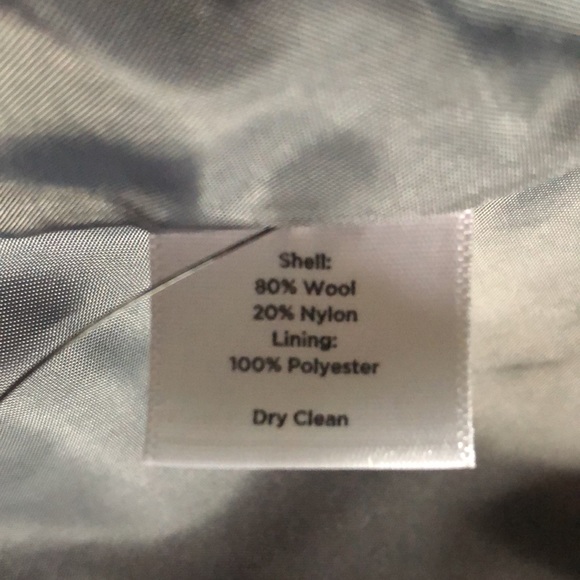 Shell:
80% Wool
20% Nylon
Lining:
100% Polyester
Dry Clean